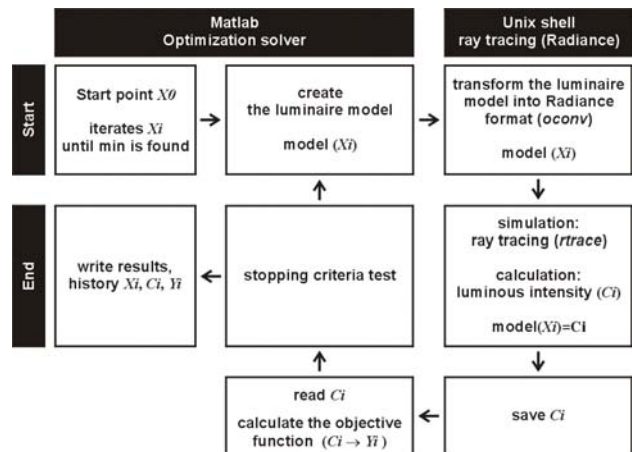 Matlab
Optimization solver
Unix shell
ray tracing (Radiance)
Start
Start point X0
iterates Xi
until min is found
create
the luminaire model
model (Xi)
transform the luminaire
model into Radiance
format (oconv)
model (Xi)
End
write results,
history Xi, Ci, Yi
stopping criteria test
simulation:
ray tracing (rtrace)
calculation:
luminous intensity (Ci)
model(Xi)=Ci
read Ci
calculate the objective
function (Ci → Yi )
save Ci